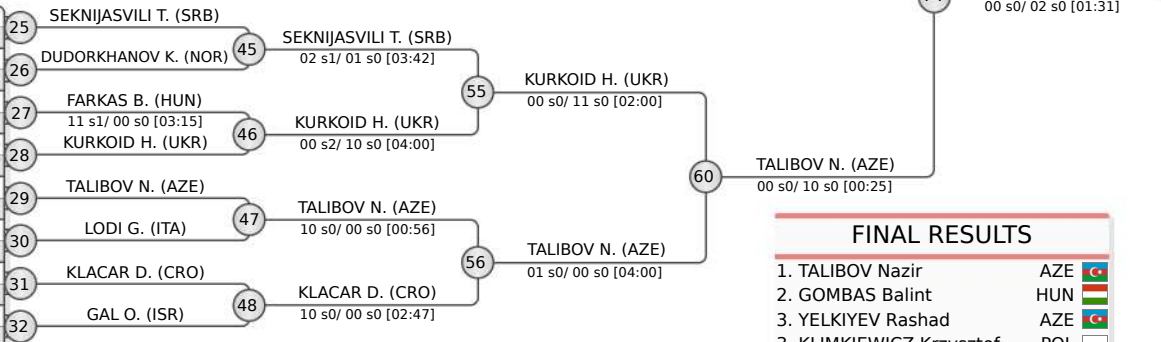 00 s0/ 02 s0 [01:31]
25
SEKNIJASVILI T. (SRB)
26
DUDORKHANOV K. (NOR)
45
SEKNIJASVILI T. (SRB)
02 s1/ 01 s0 [03:42]
27
FARKAS B. (HUN)
11 s1/ 00 s0 [03:15]
28
KURKOID H. (UKR)
46
KURKOID H. (UKR)
00 s2/ 10 s0 [04:00]
55
KURKOID H. (UKR)
00 s0/ 11 s0 [02:00]
29
TALIBOV N. (AZE)
30
LODI G. (ITA)
47
TALIBOV N. (AZE)
10 s0/ 00 s0 [00:56]
31
KLACAR D. (CRO)
32
GAL O. (ISR)
48
KLACAR D. (CRO)
10 s0/ 00 s0 [02:47]
56
TALIBOV N. (AZE)
01 s0/ 00 s0 [04:00]
60
TALIBOV N. (AZE)
00 s0/ 10 s0 [00:25]
FINAL RESULTS
1. TALIBOV Nazir AZE
2. GOMBAS Balint HUN
3. YELKIYEV Rashad AZE
3. KLIMKIEWICZ Krzysztof POL